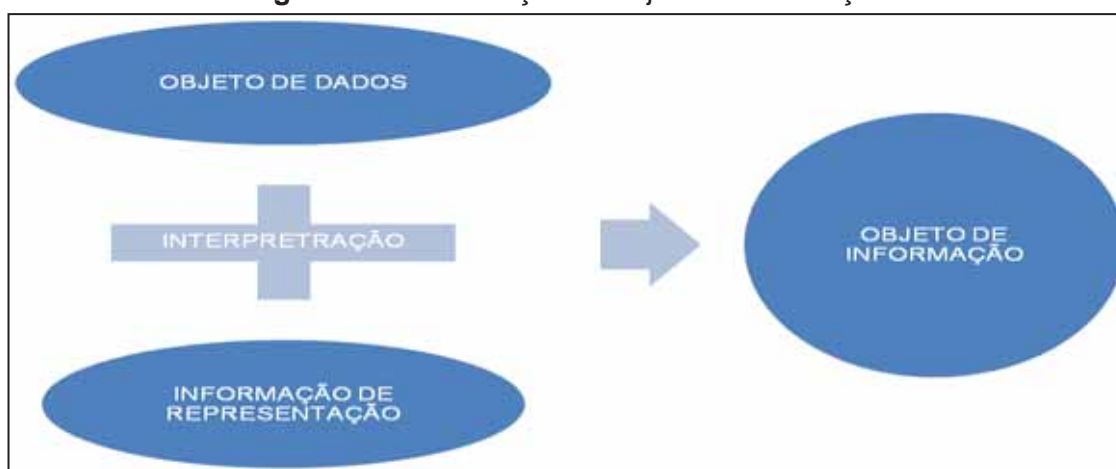 OBJETO DE DADOS
INTERPRETRAÇÃO
INFORMAÇÃO DE
REPRESENTAÇÃO
OBJETO DE
INFORMAÇÃO